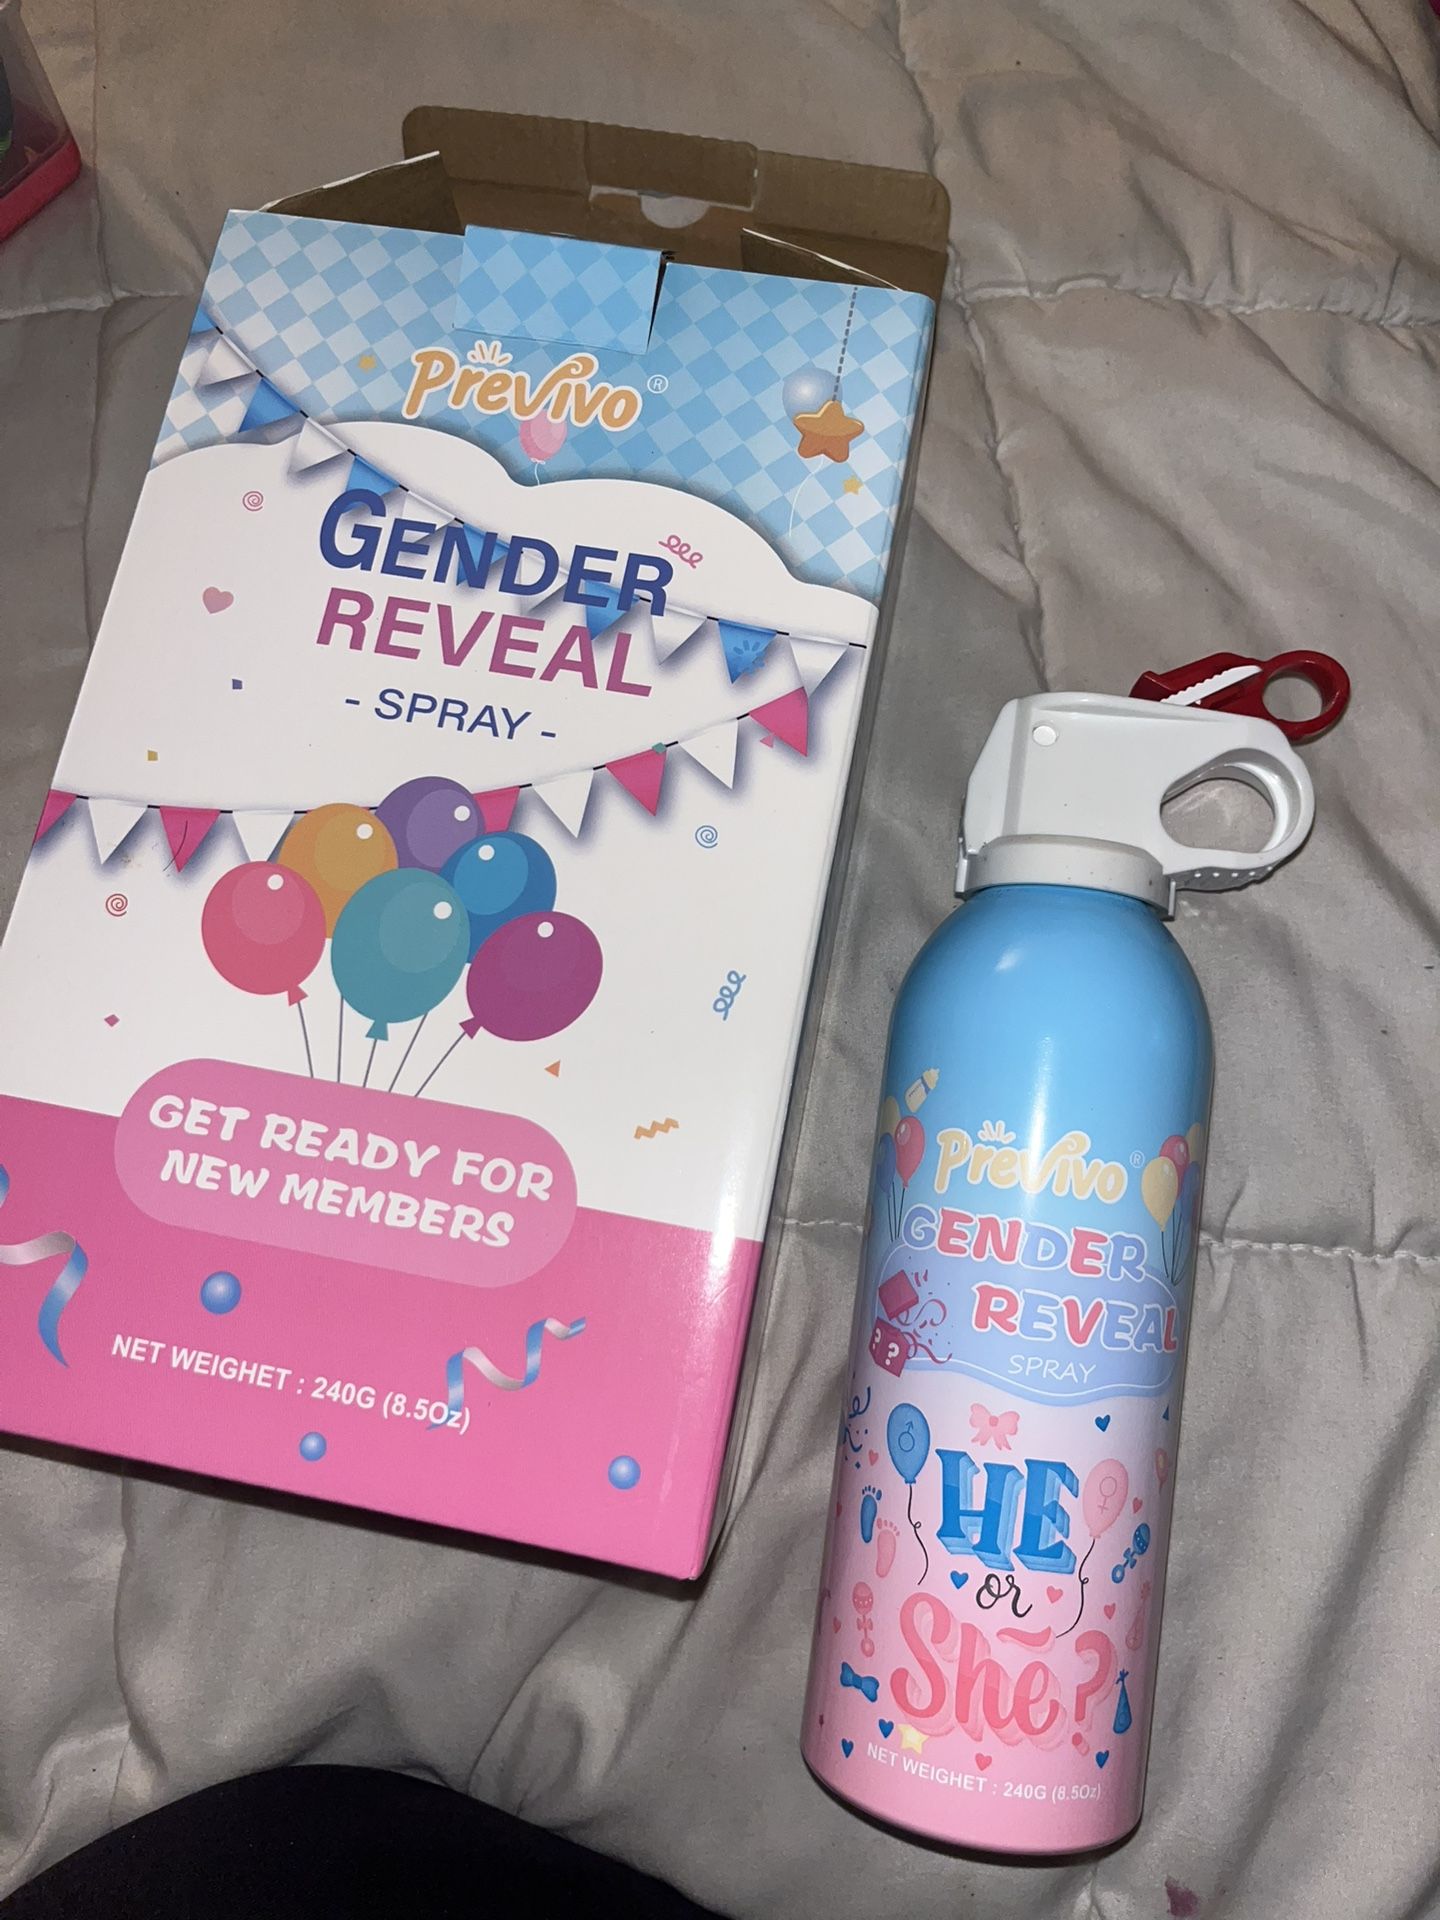 Previvo®
GENDER
REVEAL
- SPRAY -
GET READY FOR
NEW MEMBERS
NET WEIGHET : 240G (8.5Oz)
Previvo®
GENDER
REVEAL
? ?
SPRAY
HE
or
She?
NET WEIGHET : 240G (8.5Oz)